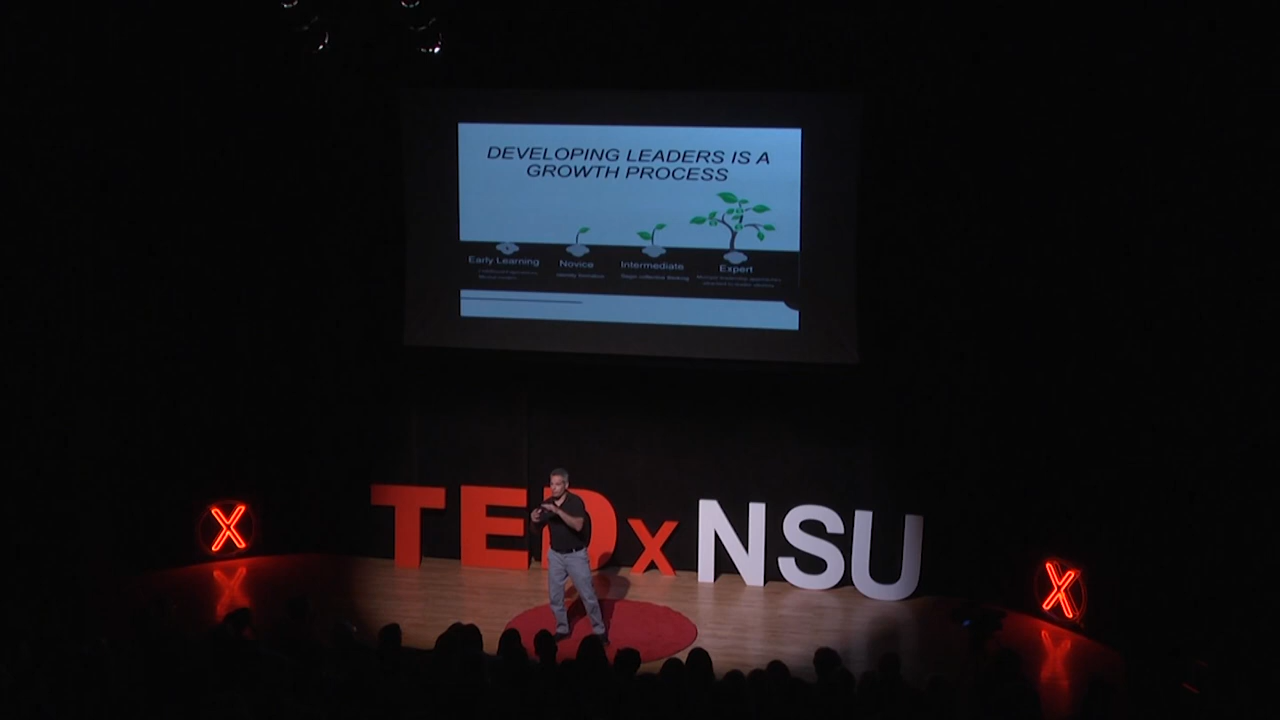 DEVELOPING LEADERS IS A
GROWTH PROCESS
Early Learning
Novice
Intermediate
Expert
X
TEDxNSU
X